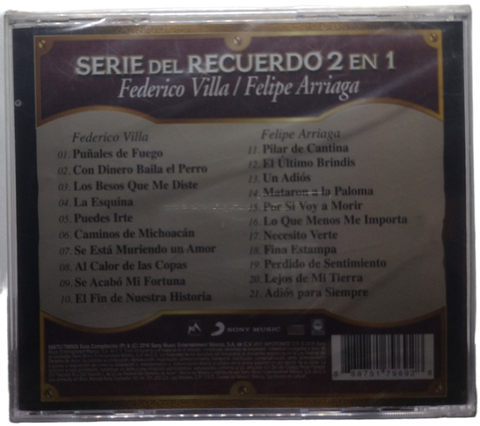 SERIE DEL RECUERDO 2 EN 1
Federico Villa / Felipe Arriaga
Federico Villa
01. Puñales de Fuego
02. Con Dinero Baila el Perro
03. Los Besos Que Me Diste
04. La Esquina
05. Puedes Irte
06. Caminos de Michoacán
07. Se Está Muriendo un Amor
08. Al Calor de las Copas
09. Se Acabó Mi Fortuna
10. El Fin de Nuestra Historia
Felipe Arriaga
11. Pilar de Cantina
12. El Último Brindis
13. Un Adiós
14. Mataron a la Paloma
15. Por Si Voy a Morir
16. Lo Que Menos Me Importa
17. Necesito Verte
18. Fina Estampa
19. Perdido de Sentimiento
20. Lejos de Mi Tierra
21. Adiós para Siempre
SONY MUSIC